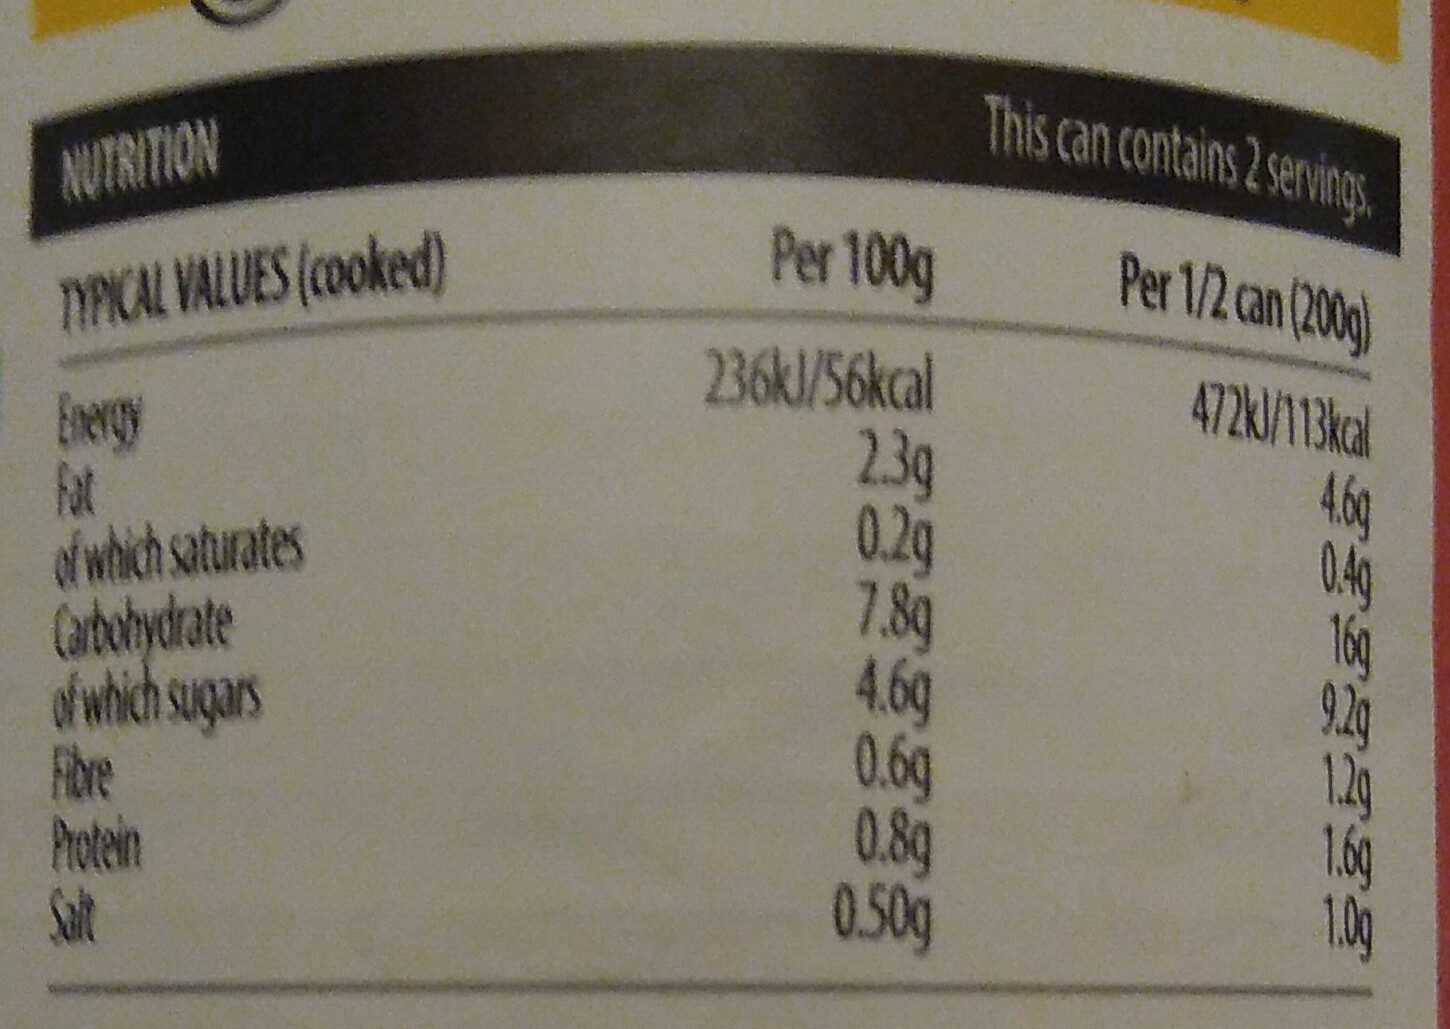 NUTRITION This can contains 2 servings.
TYPICAL VALUES (cooked) Per 100g Per 1/2 can (200g)
Energy 236kJ/56kcal 472kJ/113kcal
Fat 2.3g 4.6g
of which saturates 0.2g 0.4g
Carbohydrate 7.8g 16g
of which sugars 4.6g 9.2g
Fibre 0.6g 1.2g
Protein 0.8g 1.6g
Salt 0.50g 1.0g